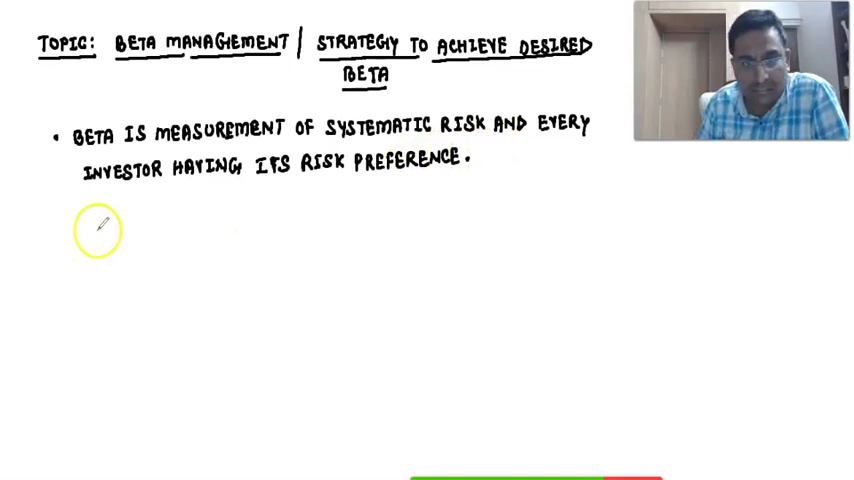 TOPIC: BETA MANAGEMENT / STRATEGY TO ACHIEVE DESIRED
BETA
• BETA IS MEASUREMENT OF SYSTEMATIC RISK AND EVERY
INVESTOR HAVING ITS RISK PREFERENCE.